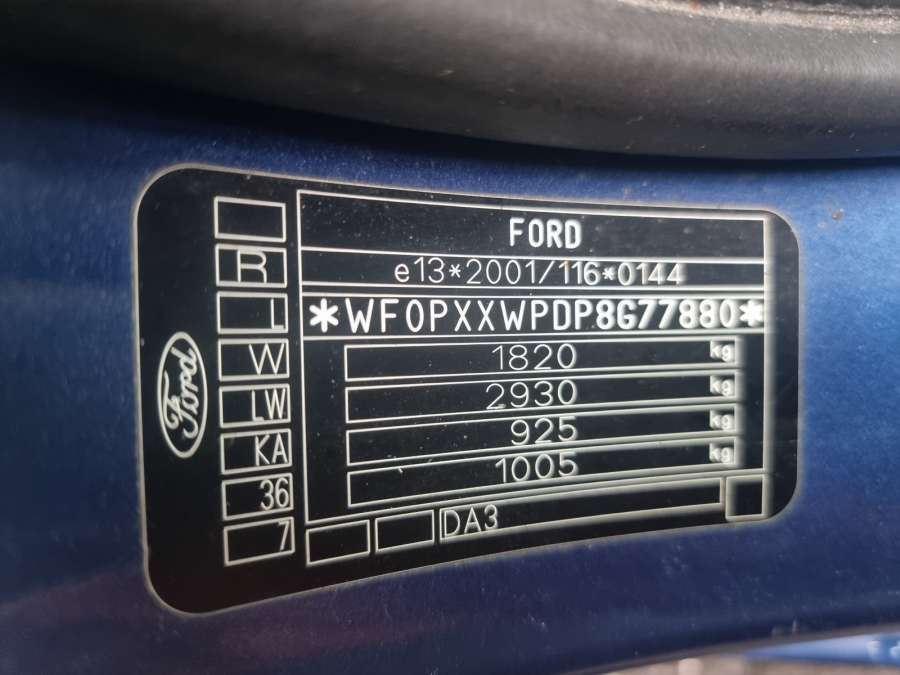 FORD
e13*2001/116*0144
*WF0PXXWPDP8G77880*
1820 kg
2930 kg
925 kg
1005 kg
DA3
R
L
W
LW
KA
36
7
Ford